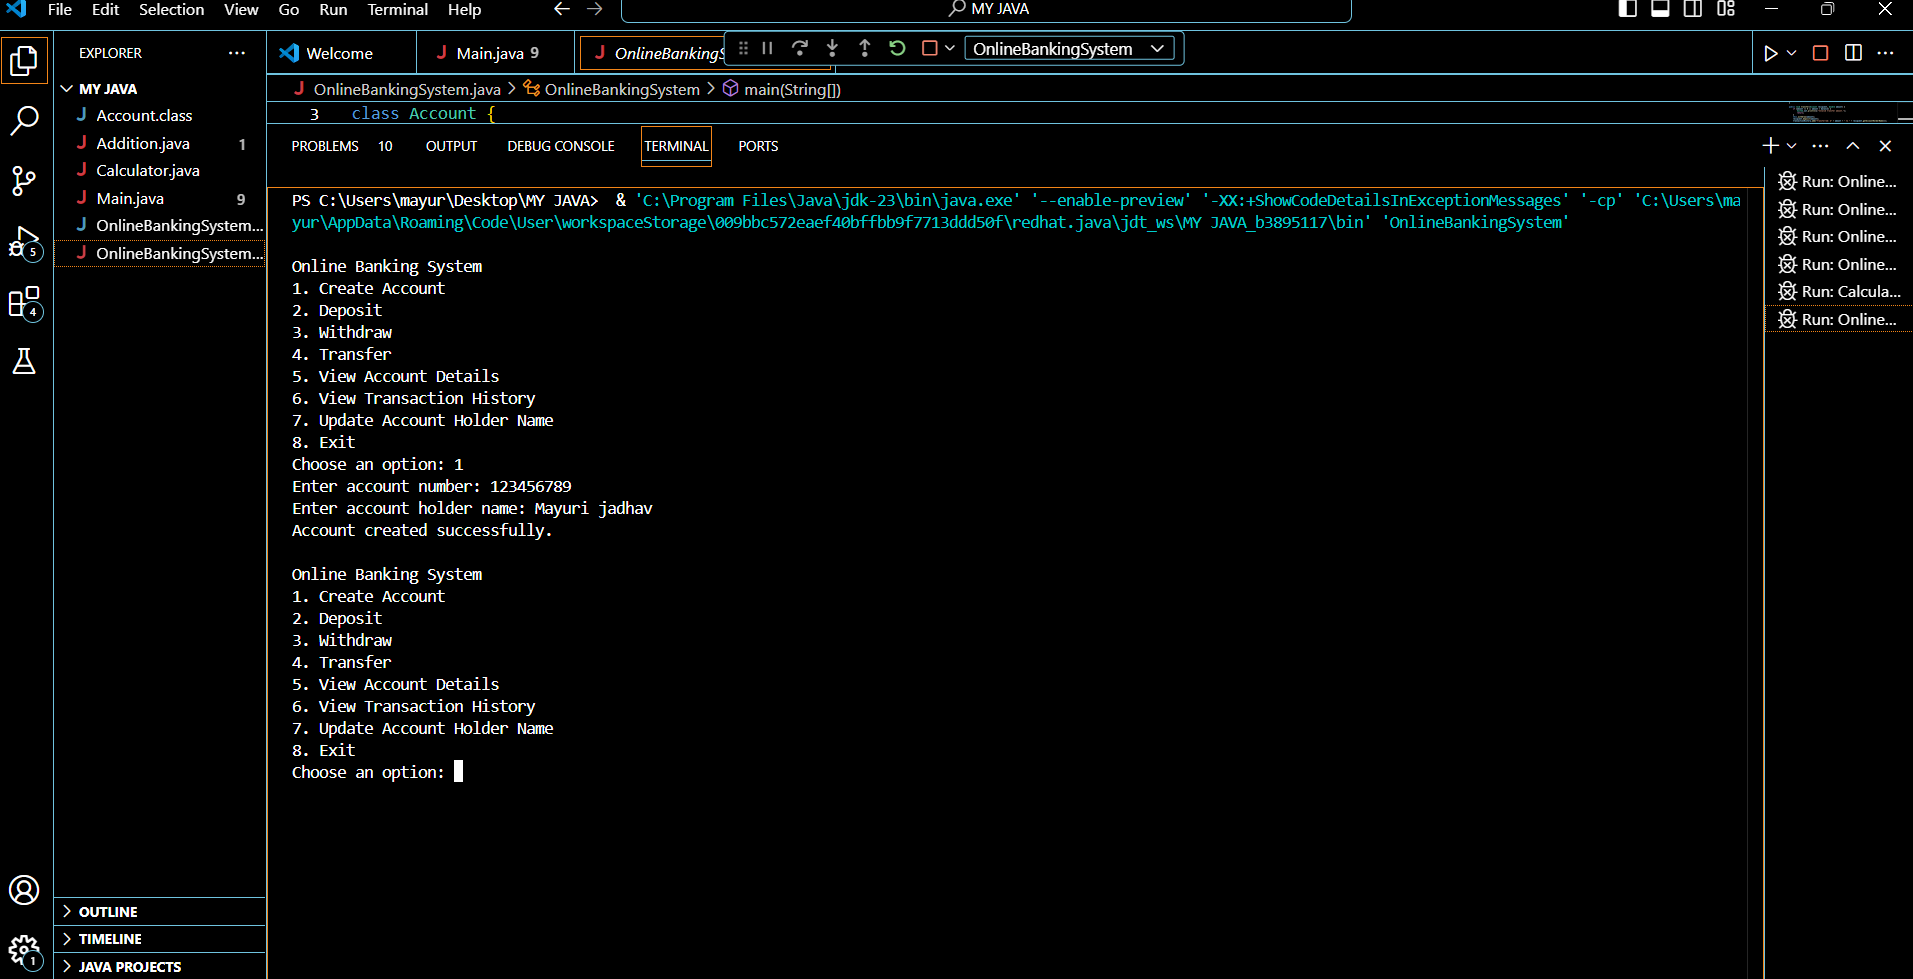 File Edit Selection View Go Run Terminal Help
MY JAVA
EXPLORER
MY JAVA
Account.class
Addition.java 1
Calculator.java
Main.java 9
OnlineBankingSystem...
OnlineBankingSystem...
5
4
1
OUTLINE
TIMELINE
JAVA PROJECTS
Welcome
Main.java 9
OnlineBankingS
OnlineBankingSystem
OnlineBankingSystem.java > OnlineBankingSystem > main(String[])
3 class Account {
PROBLEMS 10 OUTPUT DEBUG CONSOLE TERMINAL PORTS
PS C:\Users\mayur\Desktop\MY JAVA> & 'C:\Program Files\Java\jdk-23\bin\java.exe' '--enable-preview' '-XX:+ShowCodeDetailsInExceptionMessages' '-cp' 'C:\Users\ma
yur\AppData\Roaming\Code\User\workspaceStorage\009bbc572eaef40bffbb9f7713ddd50f\redhat.java\jdt_ws\MY JAVA_b3895117\bin' 'OnlineBankingSystem'
Online Banking System
1. Create Account
2. Deposit
3. Withdraw
4. Transfer
5. View Account Details
6. View Transaction History
7. Update Account Holder Name
8. Exit
Choose an option: 1
Enter account number: 123456789
Enter account holder name: Mayuri jadhav
Account created successfully.
Online Banking System
1. Create Account
2. Deposit
3. Withdraw
4. Transfer
5. View Account Details
6. View Transaction History
7. Update Account Holder Name
8. Exit
Choose an option:
Run: Online...
Run: Online...
Run: Online...
Run: Online...
Run: Calcula...
Run: Online...